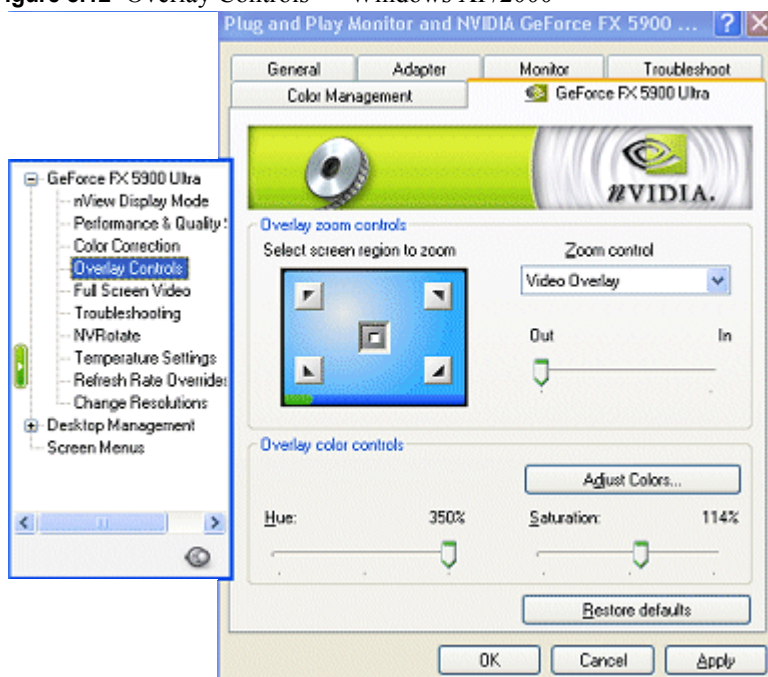 Overlay Controls — Windows XP/2000
Plug and Play Monitor and NVIDIA GeForce FX 5900 ...
General Adapter Monitor Troubleshoot
Color Management GeForce FX 5900 Ultra
NVIDIA.
GeForce FX 5900 Ultra
nView Display Mode
Performance & Quality
Color Correction
Overlay Controls
Full Screen Video
Troubleshooting
NVRotate
Temperature Settings
Refresh Rate Overrides
Change Resolutions
Desktop Management
Screen Menus
Overlay zoom controls
Select screen region to zoom
Zoom control
Video Overlay
Out In
Overlay color controls
Adjust Colors...
Hue: 350% Saturation: 114%
Restore defaults
OK Cancel Apply